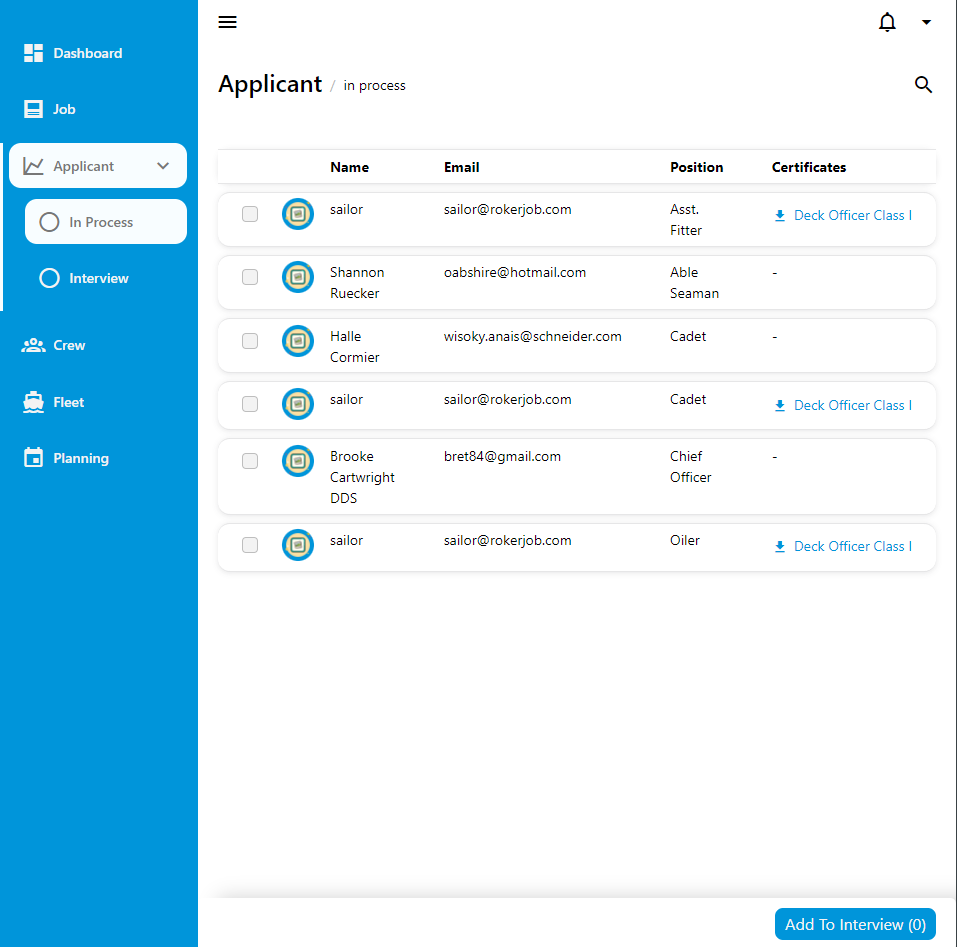 Dashboard
Job
Applicant
In Process
Interview
Crew
Fleet
Planning
Applicant / in process
Name Email Position Certificates
sailor sailor@rokerjob.com Asst. Deck Officer Class I
Fitter
Shannon oabshire@hotmail.com Able -
Ruecker Seaman
Halle wisoky.anais@schneider.com Cadet -
Cormier
sailor sailor@rokerjob.com Cadet Deck Officer Class I
Brooke bret84@gmail.com Chief -
Cartwright Officer
DDS
sailor sailor@rokerjob.com Oiler Deck Officer Class I
Add To Interview (0)